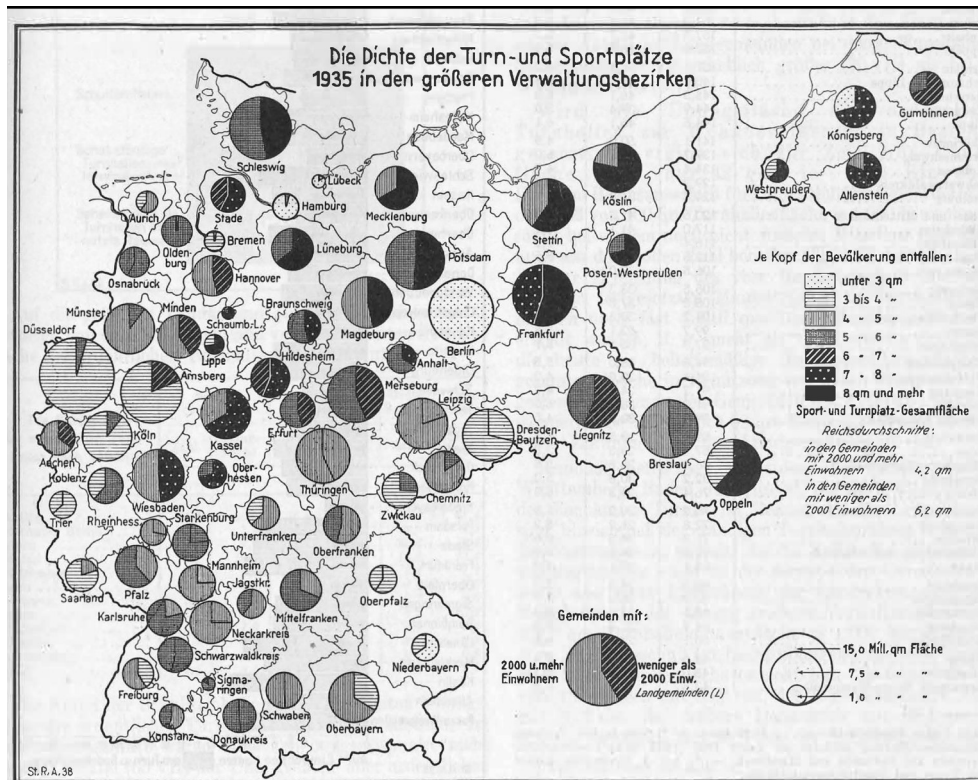 Die Dichte der Turn-und Sportplätze
1935 in den größeren Verwaltungsbezirken
Schleswig
Lübeck
Hamburg
Mecklenburg
Aurich
Stade
Bremen
Olden-
burg
Lüneburg
Osnabrück
Hannover
Stettin
Köslin
Potsdam
Posen-Westpreußen
Gumbinnen
Königsberg
Westpreußen
Allenstein
Münster
Minden
Schaumb.L.
Braunschweig
Magdeburg
Berlin
Frankfurt
Düsseldorf
Lippe
Hildesheim
Anhalt
Arnsberg
Merseburg
Leipzig
Köln
Kassel
Erfurt
Dresden-
Bautzen
Liegnitz
Aachen
Koblenz
Ober-
hessen
Thüringen
Chemnitz
Breslau
Oppeln
Wiesbaden
Zwickau
Trier
Rheinhess.
Starkenburg
Unterfranken
Oberfranken
Mannheim
Saarland
Pfalz
Jagstkr.
Mittelfranken
Oberpfalz
Karlsruhe
Neckarkreis
Schwarzwaldkreis
Niederbayern
Freiburg
Sigma-
ringen
Schwaben
Oberbayern
Konstanz
Donaukreis
Je Kopf der Bevölkerung entfallen:
unter 3 qm
3 bis 4 "
4 " 5 "
5 " 6 "
6 " 7 "
7 " 8 "
8 qm und mehr
Sport-und Turnplatz-Gesamtfläche
Reichsdurchschnitte:
in den Gemeinden
mit 2000 und mehr
Einwohnern 4,2 qm
in den Gemeinden
mit weniger als
2000 Einwohnern 6,2 qm
Gemeinden mit:
2000 u.mehr
Einwohner
weniger als
2000 Einw.
Landgemeinden (L)
15,0 Mill. qm Fläche
7,5 " " "
1,0 " " "
St.R.A.38